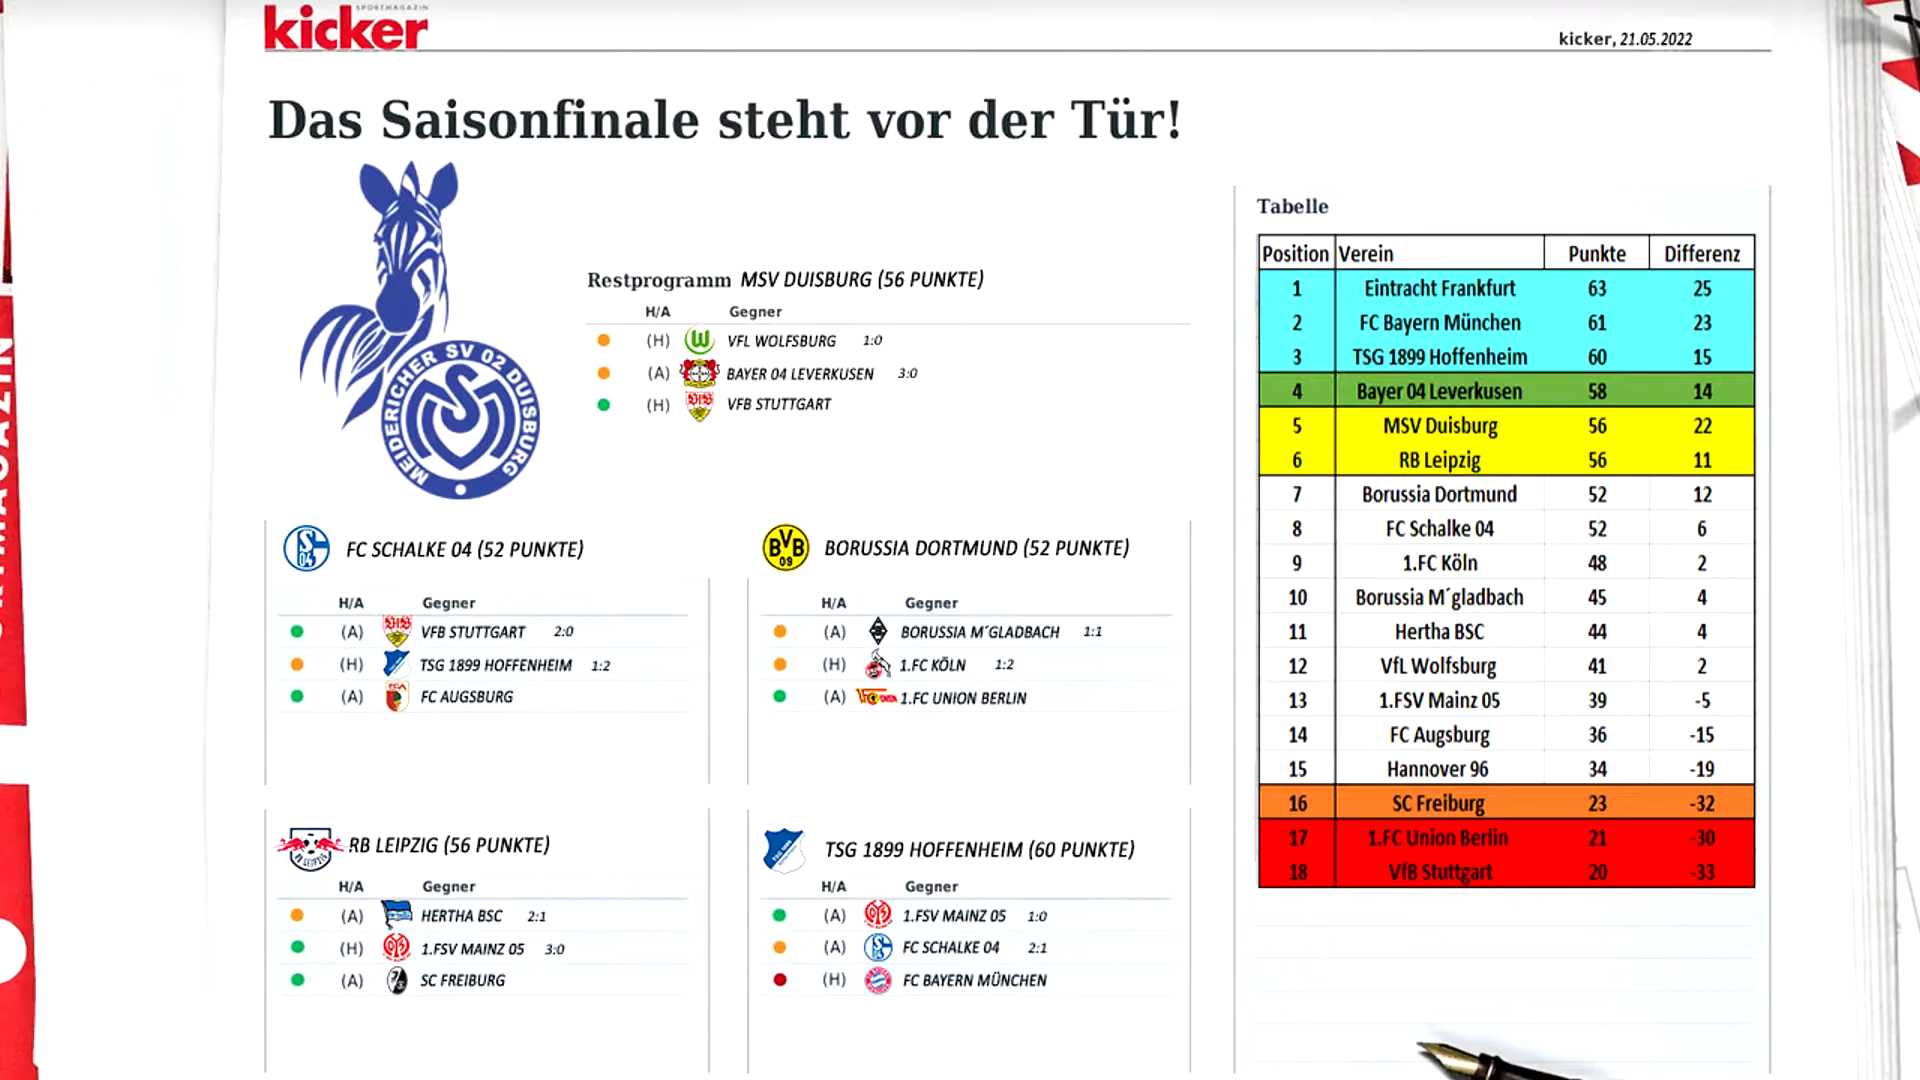 SPORTMAGAZIN
kicker
kicker, 21.05.2022
Das Saisonfinale steht vor der Tür!
MEIDERICHER SV 02 DUISBURG
Restprogramm MSV DUISBURG (56 PUNKTE)
H/A Gegner
(H) VFL WOLFSBURG 1:0
(A) BAYER 04 LEVERKUSEN 3:0
(H) VFB STUTTGART
FC SCHALKE 04 (52 PUNKTE)
H/A Gegner
(A) VFB STUTTGART 2:0
(H) TSG 1899 HOFFENHEIM 1:2
(A) FC AUGSBURG
BVB 09
BORUSSIA DORTMUND (52 PUNKTE)
H/A Gegner
(A) BORUSSIA M´GLADBACH 1:1
(H) 1.FC KÖLN 1:2
(A) 1.FC UNION BERLIN
RB LEIPZIG (56 PUNKTE)
H/A Gegner
(A) HERTHA BSC 2:1
(H) 1.FSV MAINZ 05 3:0
(A) SC FREIBURG
TSG 1899 HOFFENHEIM (60 PUNKTE)
H/A Gegner
(A) 1.FSV MAINZ 05 1:0
(A) FC SCHALKE 04 2:1
(H) FC BAYERN MÜNCHEN
Tabelle
Position Verein Punkte Differenz
1 Eintracht Frankfurt 63 25
2 FC Bayern München 61 23
3 TSG 1899 Hoffenheim 60 15
4 Bayer 04 Leverkusen 58 14
5 MSV Duisburg 56 22
6 RB Leipzig 56 11
7 Borussia Dortmund 52 12
8 FC Schalke 04 52 6
9 1.FC Köln 48 2
10 Borussia M´gladbach 45 4
11 Hertha BSC 44 4
12 VfL Wolfsburg 41 2
13 1.FSV Mainz 05 39 -5
14 FC Augsburg 36 -15
15 Hannover 96 34 -19
16 SC Freiburg 23 -32
17 1.FC Union Berlin 21 -30
18 VfB Stuttgart 20 -33